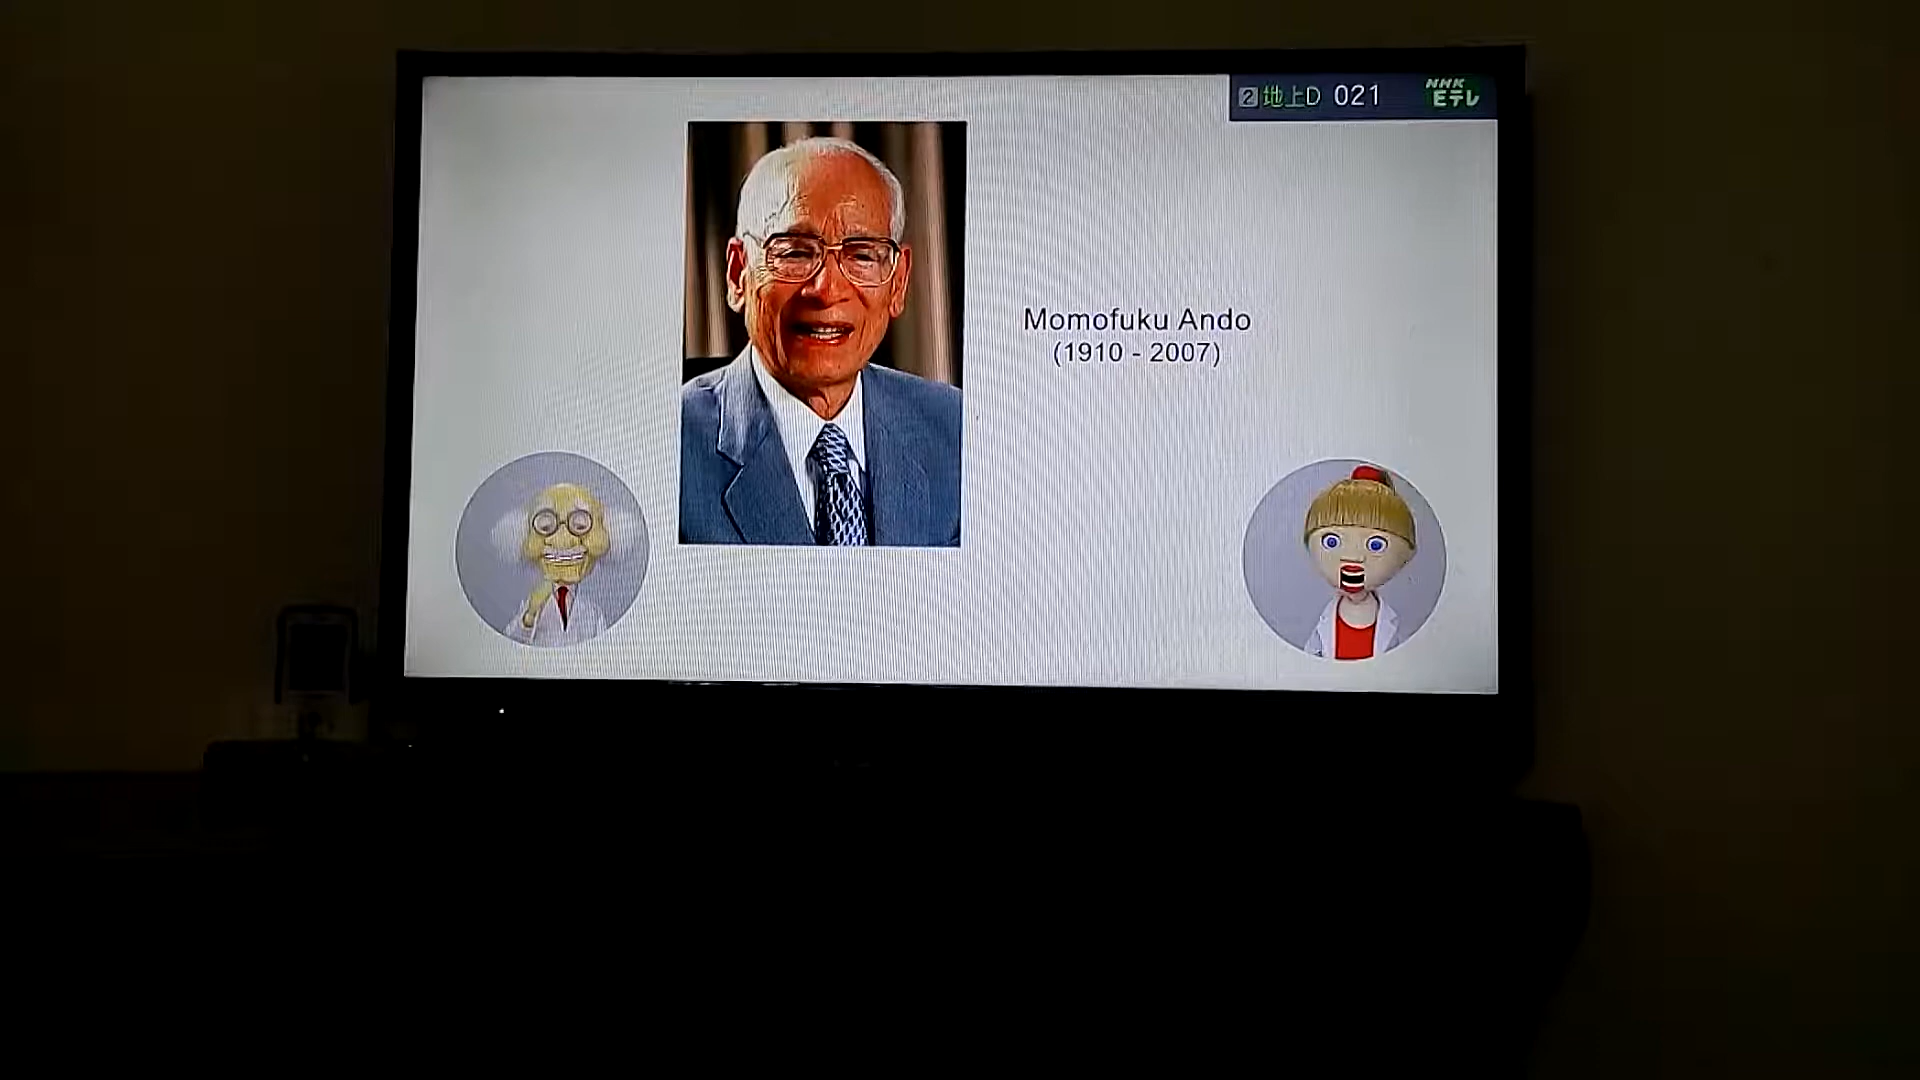 2 地上D 021
NHK
Eテレ
Momofuku Ando
(1910 - 2007)